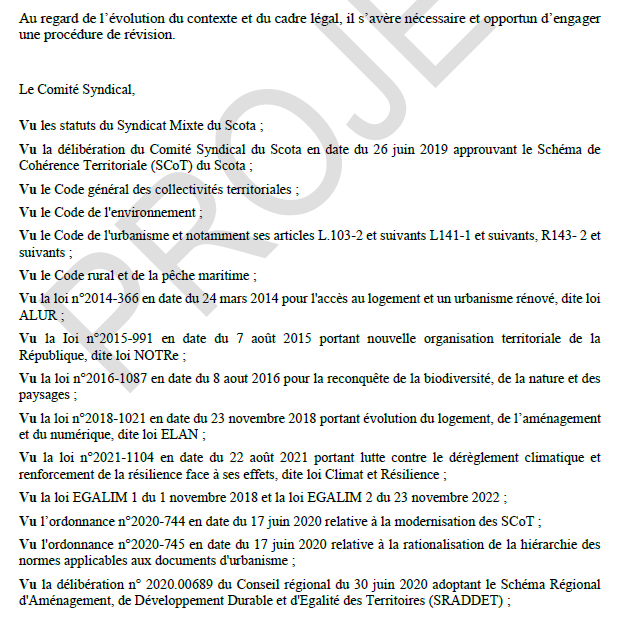 Au regard de l'évolution du contexte et du cadre légal, il s'avère nécessaire et opportun d'engager
une procédure de révision.
Le Comité Syndical,
Vu les statuts du Syndicat Mixte du Scota ;
Vu la délibération du Comité Syndical du Scota en date du 26 juin 2019 approuvant le Schéma de
Cohérence Territoriale (SCoT) du Scota ;
Vu le Code général des collectivités territoriales ;
Vu le Code de l'environnement ;
Vu le Code de l'urbanisme et notamment ses articles L.103-2 et suivants L141-1 et suivants, R143- 2 et
suivants ;
Vu le Code rural et de la pêche maritime ;
Vu la loi n°2014-366 en date du 24 mars 2014 pour l'accès au logement et un urbanisme rénové, dite loi
ALUR ;
Vu la Ioi n°2015-991 en date du 7 août 2015 portant nouvelle organisation territoriale de la
République, dite loi NOTRe ;
Vu la loi n°2016-1087 en date du 8 aout 2016 pour la reconquête de la biodiversité, de la nature et des
paysages ;
Vu la loi n°2018-1021 en date du 23 novembre 2018 portant évolution du logement, de l'aménagement
et du numérique, dite loi ELAN ;
Vu la loi n°2021-1104 en date du 22 août 2021 portant lutte contre le dérèglement climatique et
renforcement de la résilience face à ses effets, dite loi Climat et Résilience ;
Vu la loi EGALIM 1 du 1 novembre 2018 et la loi EGALIM 2 du 23 novembre 2022 ;
Vu l'ordonnance n°2020-744 en date du 17 juin 2020 relative à la modernisation des SCoT ;
Vu l'ordonnance n°2020-745 en date du 17 juin 2020 relative à la rationalisation de la hiérarchie des
normes applicables aux documents d'urbanisme ;
Vu la délibération n° 2020.00689 du Conseil régional du 30 juin 2020 adoptant le Schéma Régional
d'Aménagement, de Développement Durable et d'Egalité des Territoires (SRADDET) ;
PROJE